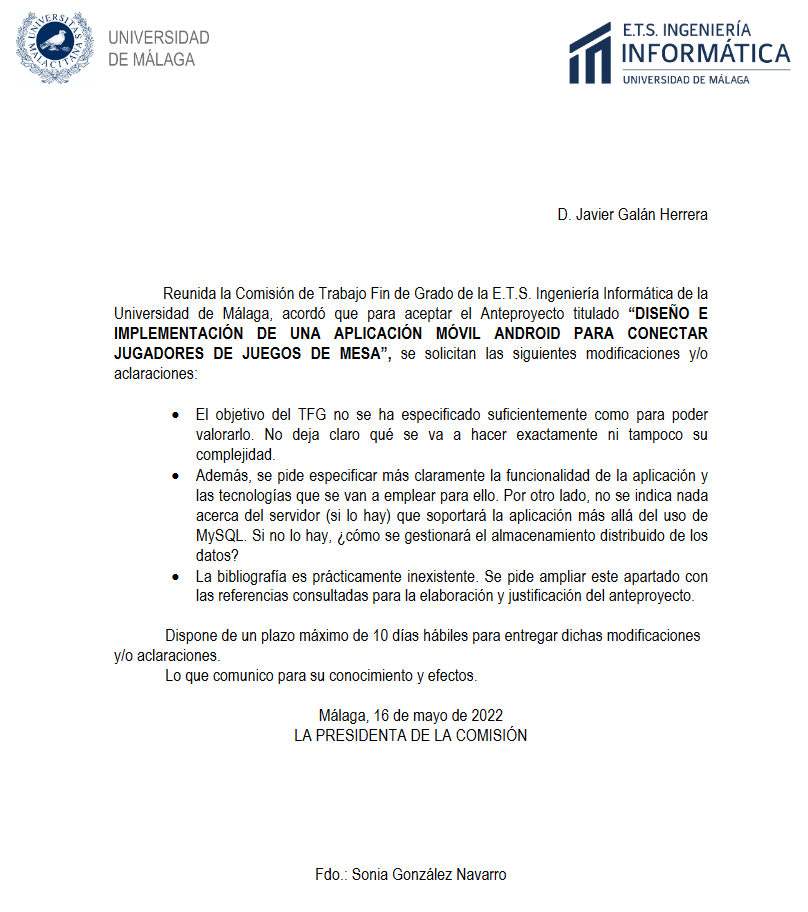 UNIVERSITAS
MALACITANA
UNIVERSIDAD
DE MÁLAGA
E.T.S. INGENIERÍA
INFORMÁTICA
UNIVERSIDAD DE MÁLAGA
D. Javier Galán Herrera
Reunida la Comisión de Trabajo Fin de Grado de la E.T.S. Ingeniería Informática de la
Universidad de Málaga, acordó que para aceptar el Anteproyecto titulado “DISEÑO E
IMPLEMENTACIÓN DE UNA APLICACIÓN MÓVIL ANDROID PARA CONECTAR
JUGADORES DE JUEGOS DE MESA”, se solicitan las siguientes modificaciones y/o
aclaraciones:
• El objetivo del TFG no se ha especificado suficientemente como para poder
valorarlo. No deja claro qué se va a hacer exactamente ni tampoco su
complejidad.
• Además, se pide especificar más claramente la funcionalidad de la aplicación y
las tecnologías que se van a emplear para ello. Por otro lado, no se indica nada
acerca del servidor (si lo hay) que soportará la aplicación más allá del uso de
MySQL. Si no lo hay, ¿cómo se gestionará el almacenamiento distribuido de los
datos?
• La bibliografía es prácticamente inexistente. Se pide ampliar este apartado con
las referencias consultadas para la elaboración y justificación del anteproyecto.
Dispone de un plazo máximo de 10 días hábiles para entregar dichas modificaciones
y/o aclaraciones.
Lo que comunico para su conocimiento y efectos.
Málaga, 16 de mayo de 2022
LA PRESIDENTA DE LA COMISIÓN
Fdo.: Sonia González Navarro